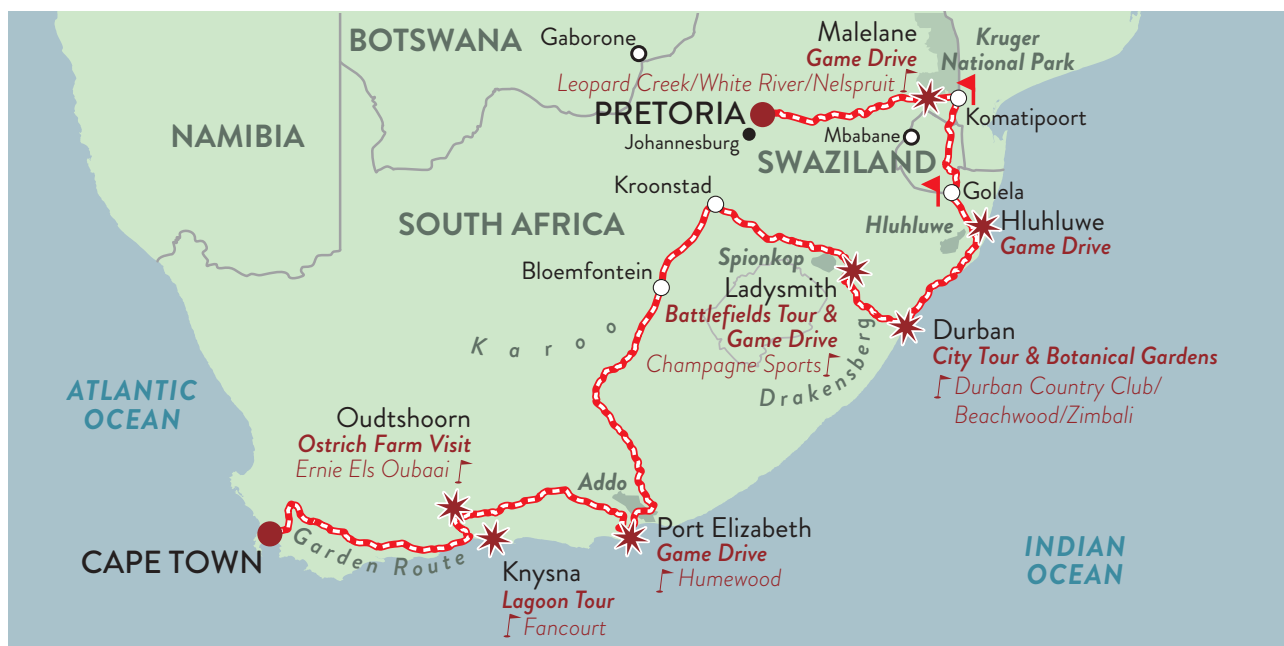 BOTSWANA
Gaborone
Malelane
Game Drive
Leopard Creek/White River/Nelspruit
Kruger
National Park
PRETORIA
Johannesburg
Komatipoort
Mbabane
SWAZILAND
NAMIBIA
Kroonstad
Golela
SOUTH AFRICA
Hluhluwe
Hluhluwe
Game Drive
Spionkop
Bloemfontein
Ladysmith
Battlefields Tour &
Game Drive
Champagne Sports
Karoo
Drakensberg
Durban
City Tour & Botanical Gardens
Durban Country Club/
Beachwood/Zimbali
ATLANTIC
OCEAN
Oudtshoorn
Ostrich Farm Visit
Ernie Els Oubaai
Addo
Port Elizabeth
Game Drive
Humewood
CAPE TOWN
Garden Route
Knysna
Lagoon Tour
Fancourt
INDIAN
OCEAN